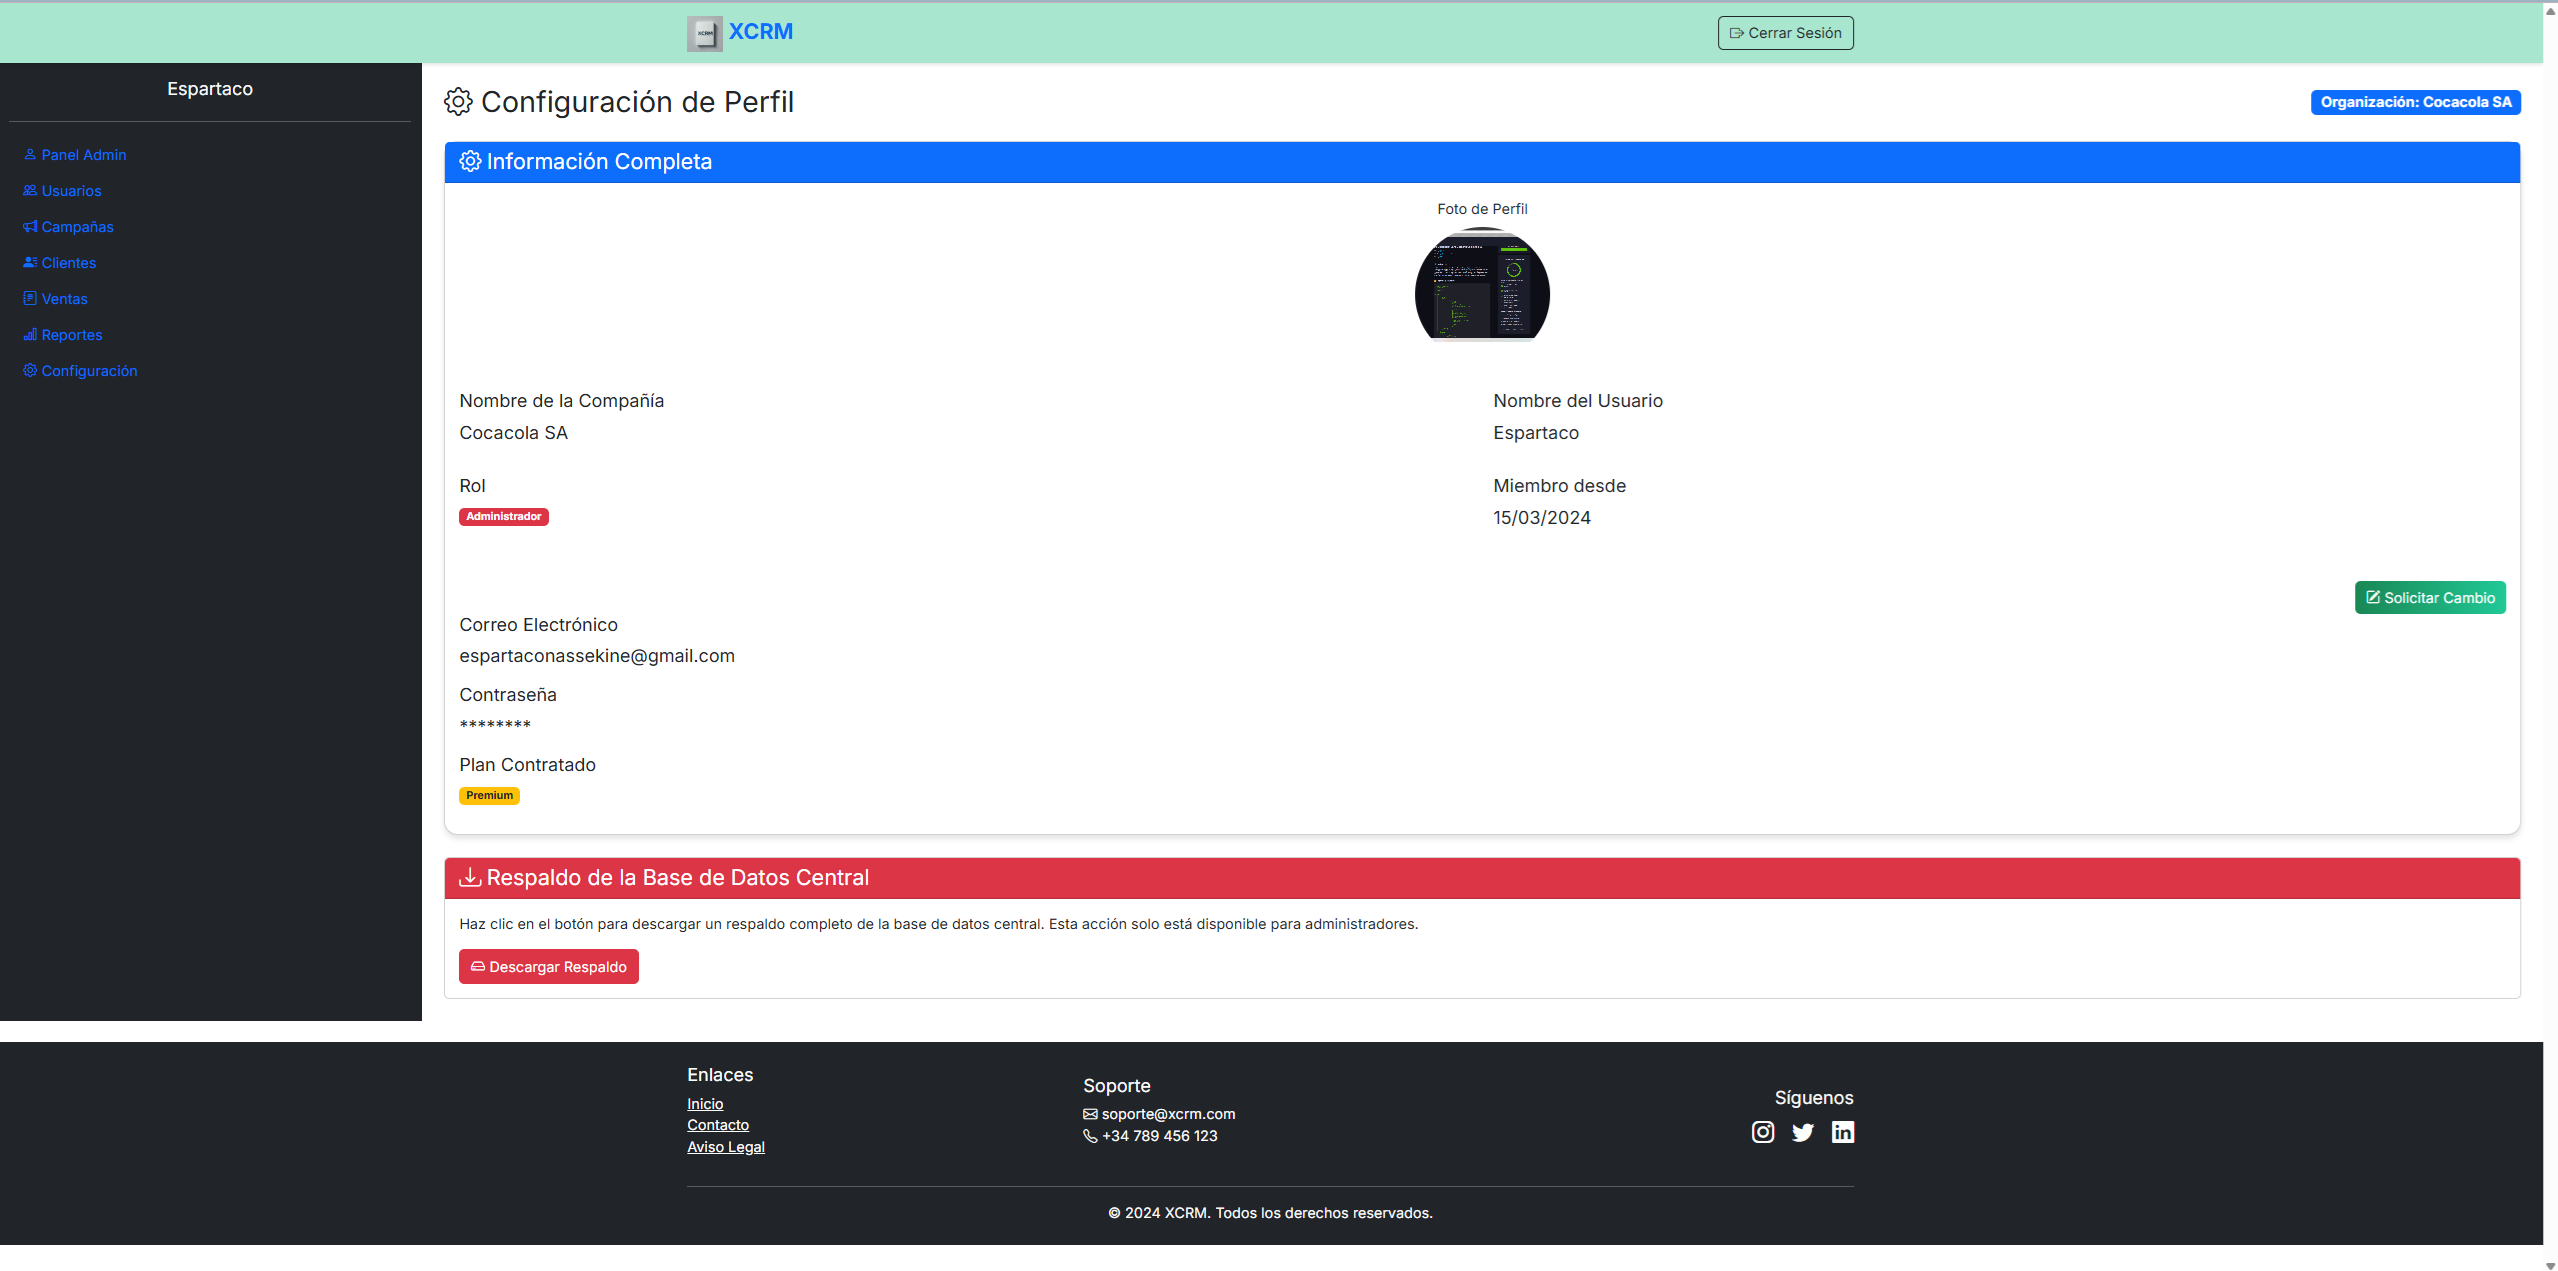 XCRM
XCRM
Cerrar Sesión
Espartaco
Panel Admin
Usuarios
Campañas
Clientes
Ventas
Reportes
Configuración
Configuración de Perfil
Organización: Cocacola SA
Información Completa
Foto de Perfil
Nombre de la Compañía
Cocacola SA
Nombre del Usuario
Espartaco
Rol
Administrador
Miembro desde
15/03/2024
Solicitar Cambio
Correo Electrónico
espartaconassekine@gmail.com
Contraseña
********
Plan Contratado
Premium
Respaldo de la Base de Datos Central
Haz clic en el botón para descargar un respaldo completo de la base de datos central. Esta acción solo está disponible para administradores.
Descargar Respaldo
Enlaces
Inicio
Contacto
Aviso Legal
Soporte
soporte@xcrm.com
+34 789 456 123
Síguenos
© 2024 XCRM. Todos los derechos reservados.